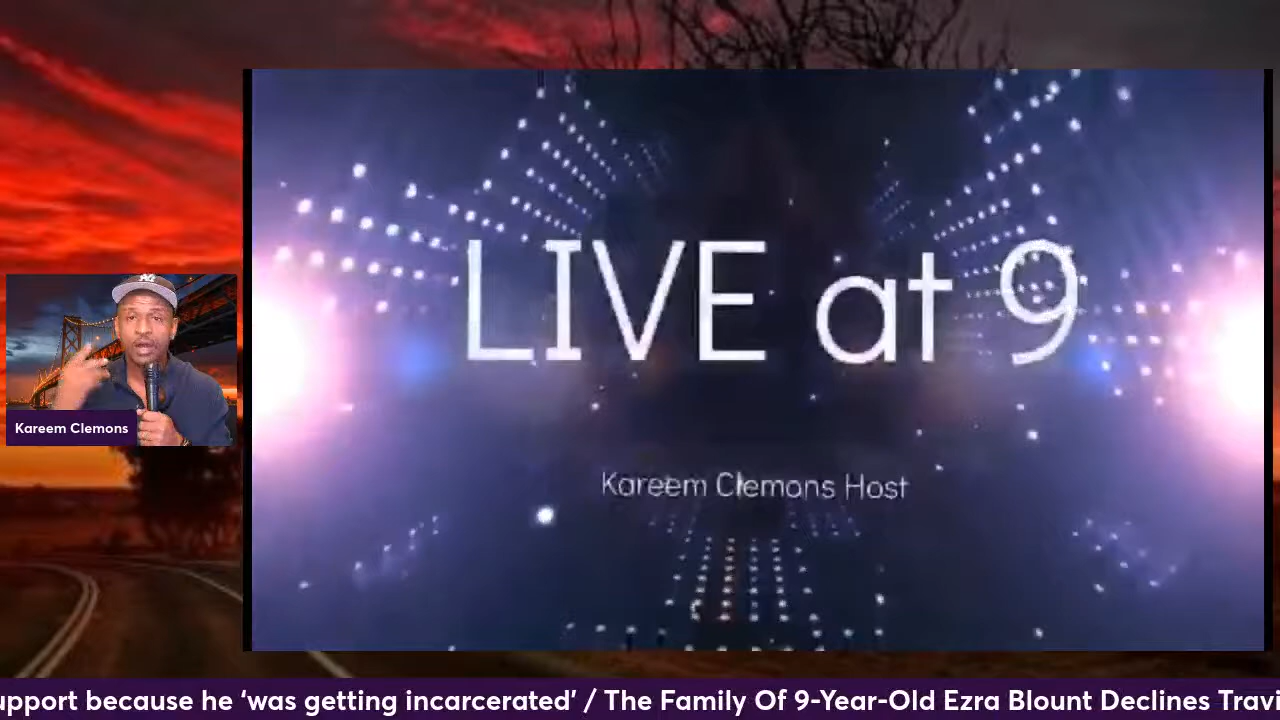 LIVE at 9
Kareem Clemons Host
Kareem Clemons
upport because he ‘was getting incarcerated’ / The Family Of 9-Year-Old Ezra Blount Declines Travi